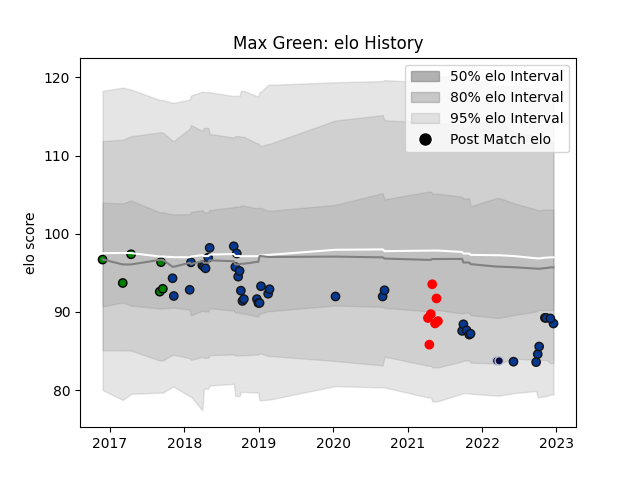 Max Green: elo History
50% elo Interval
80% elo Interval
95% elo Interval
Post Match elo
elo score
120
110
100
90
80
2017 2018 2019 2020 2021 2022 2023